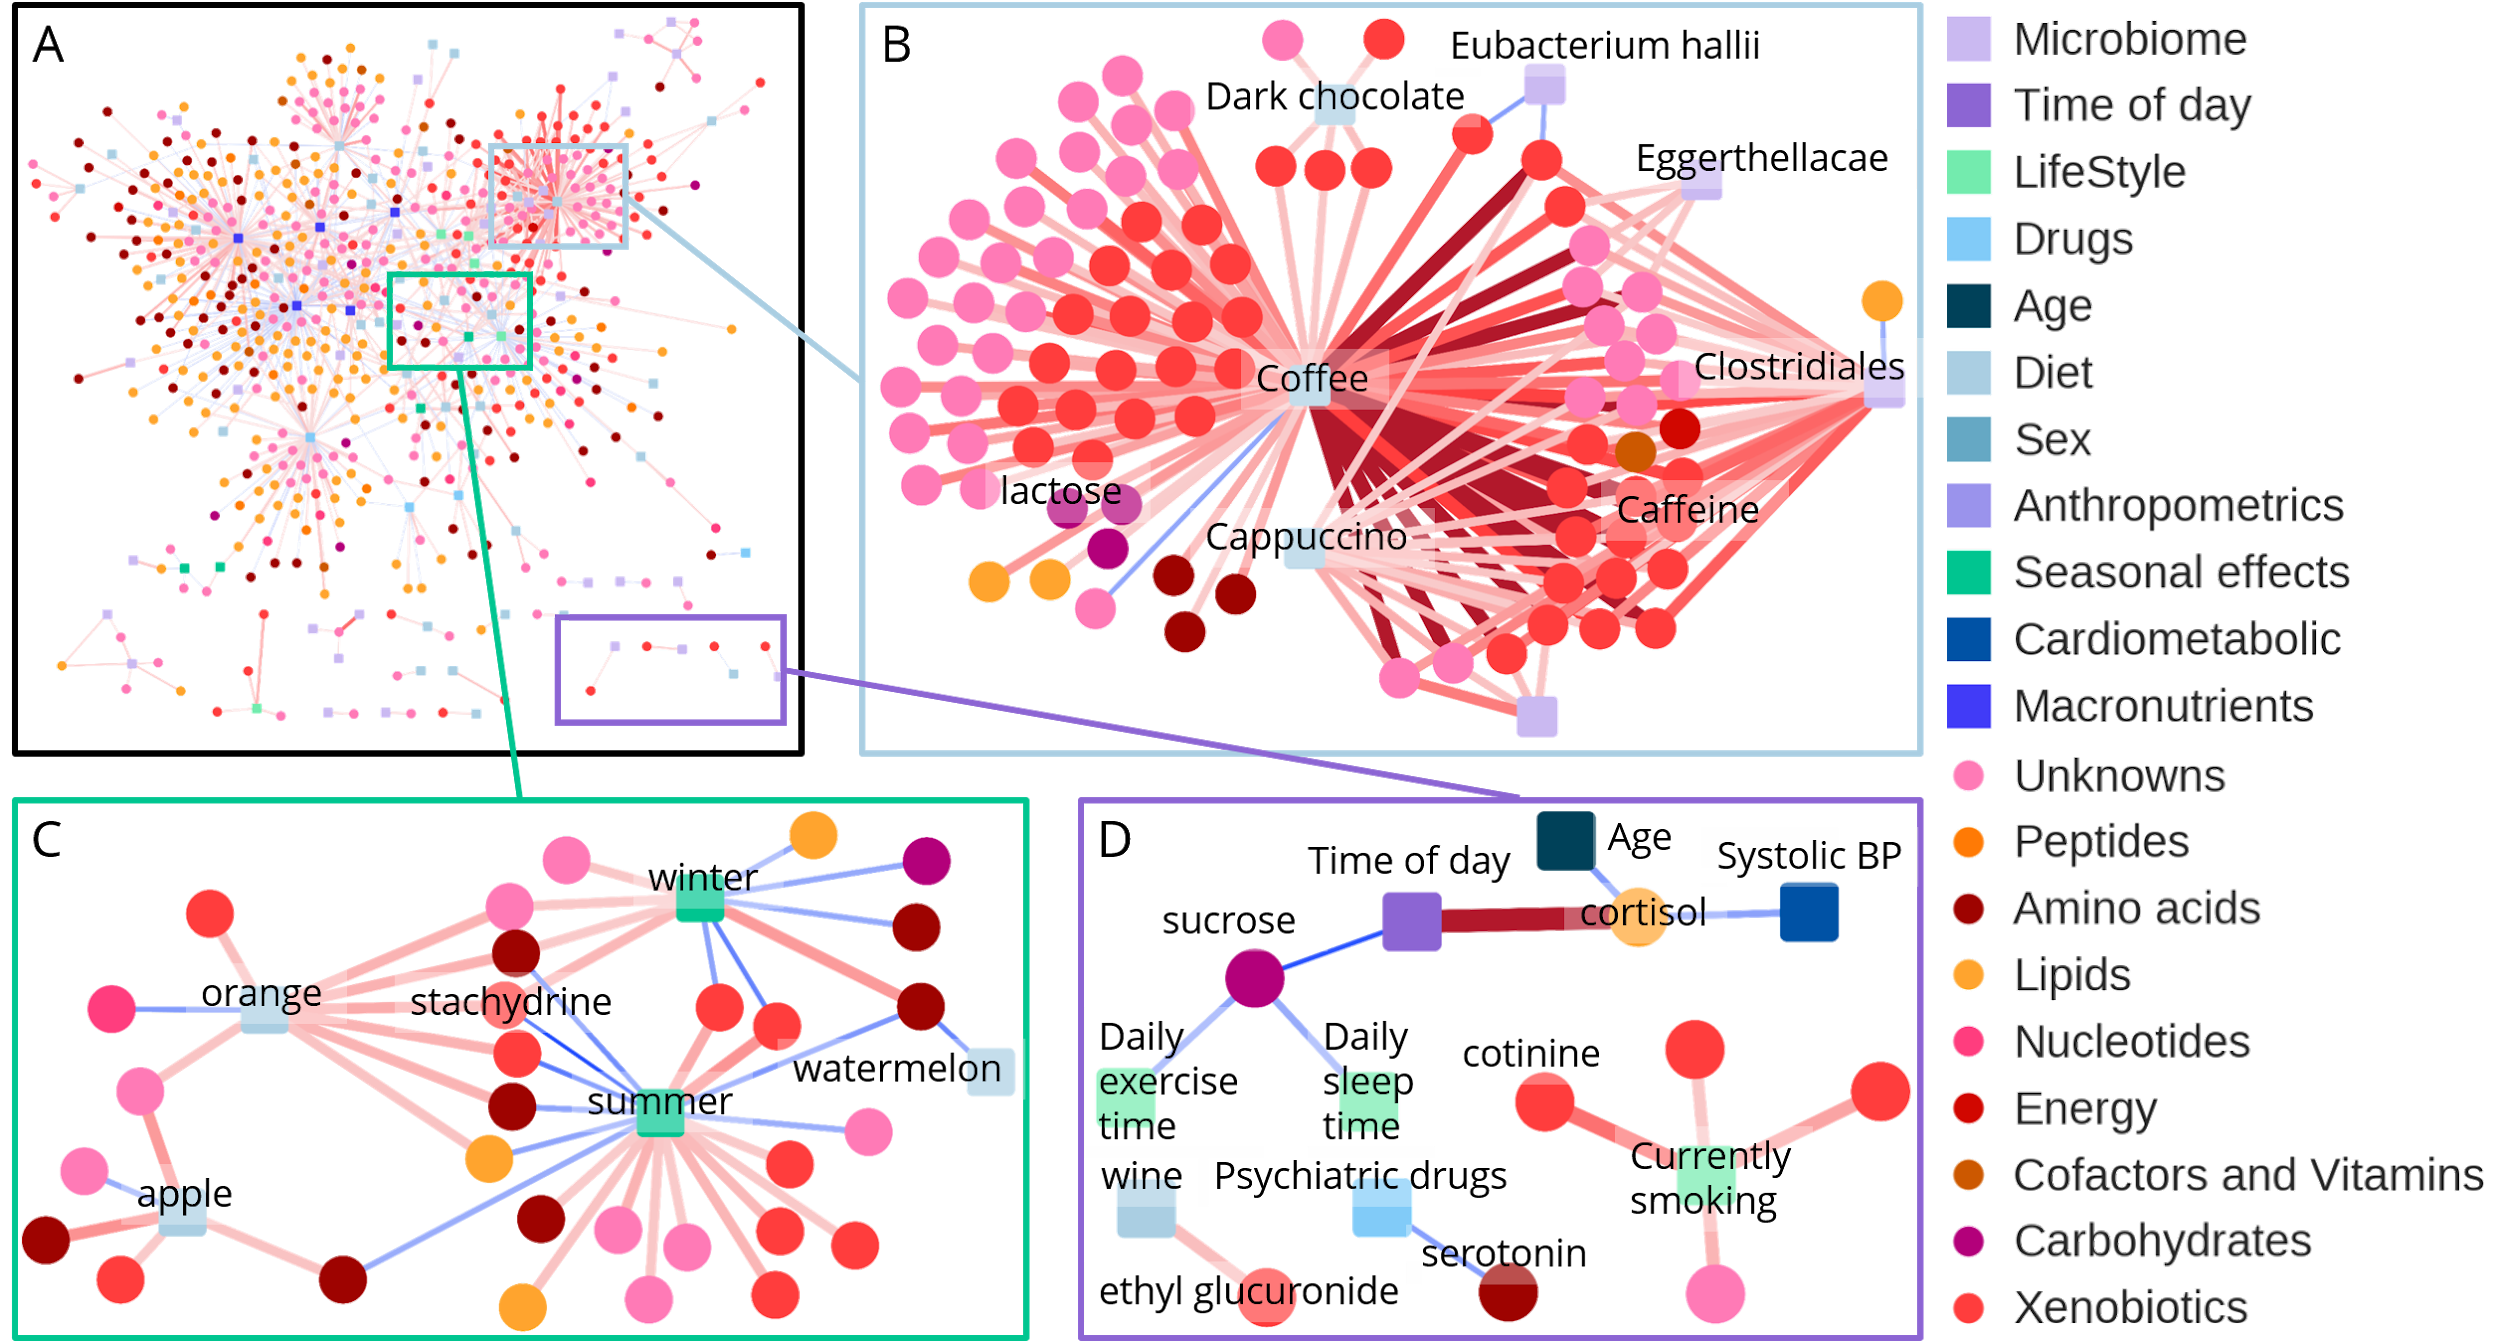 A
B
Eubacterium hallii
Dark chocolate
Eggerthellacae
Coffee
Clostridiales
lactose
Caffeine
Cappuccino
C
winter
orange
stachydrine
watermelon
summer
apple
D
Age
Time of day
Systolic BP
sucrose
cortisol
Daily
exercise
time
Daily
sleep
time
cotinine
Currently
smoking
wine
Psychiatric drugs
serotonin
ethyl glucuronide
Microbiome
Time of day
LifeStyle
Drugs
Age
Diet
Sex
Anthropometrics
Seasonal effects
Cardiometabolic
Macronutrients
Unknowns
Peptides
Amino acids
Lipids
Nucleotides
Energy
Cofactors and Vitamins
Carbohydrates
Xenobiotics